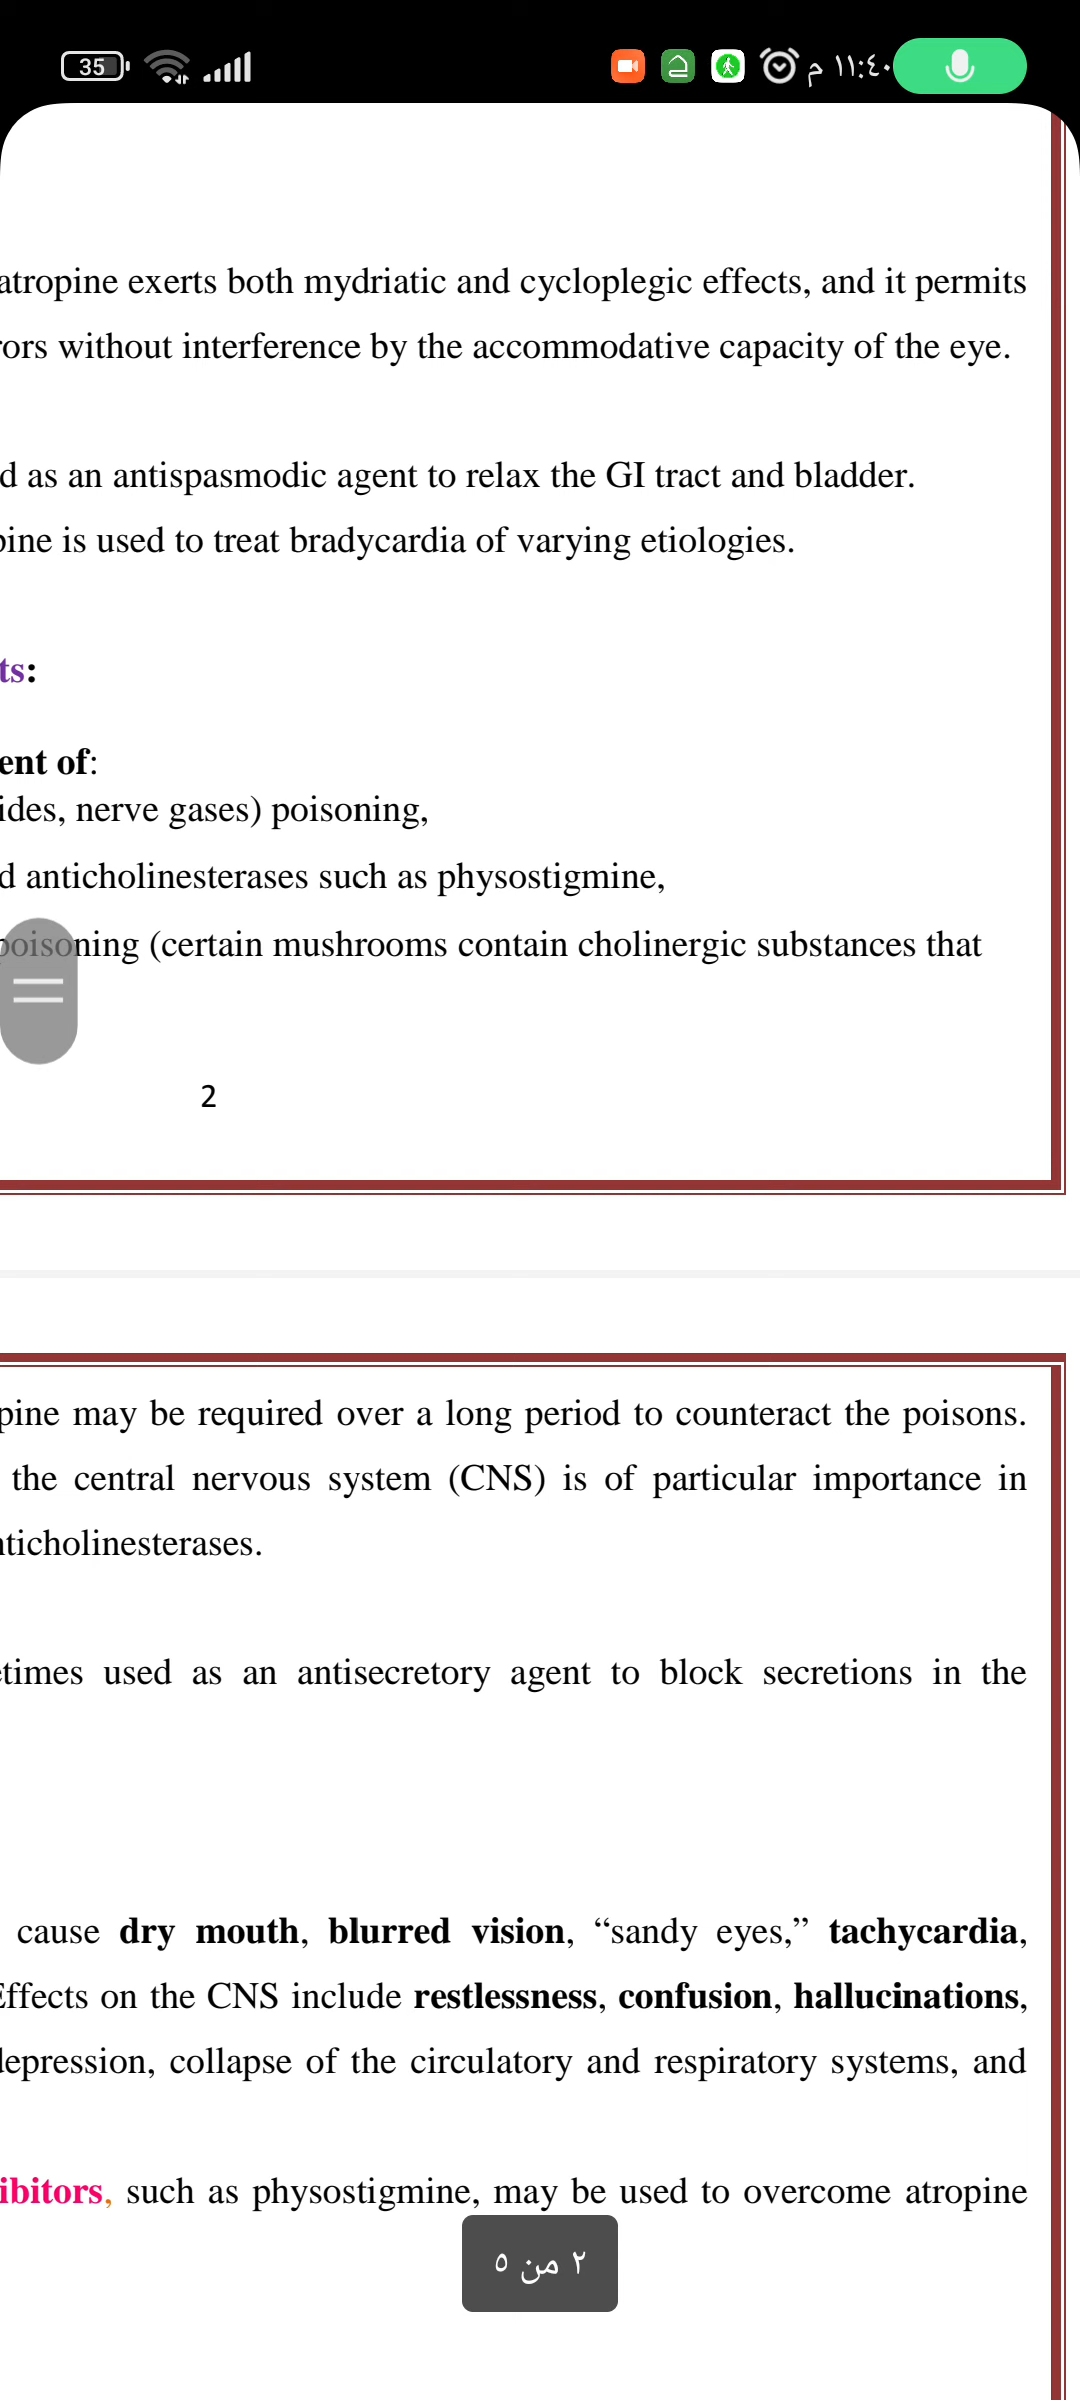 35
١١:٤٠ م
atropine exerts both mydriatic and cycloplegic effects, and it permits
without interference by the accommodative capacity of the eye.
as an antispasmodic agent to relax the GI tract and bladder.
is used to treat bradycardia of varying etiologies.
ts:
ent of:
ides, nerve gases) poisoning,
d anticholinesterases such as physostigmine,
poisoning (certain mushrooms contain cholinergic substances that
2
pine may be required over a long period to counteract the poisons.
the central nervous system (CNS) is of particular importance in
nticholinesterases.
etimes used as an antisecretory agent to block secretions in the
cause dry mouth, blurred vision, “sandy eyes,” tachycardia,
Effects on the CNS include restlessness, confusion, hallucinations,
depression, collapse of the circulatory and respiratory systems, and
ibitors, such as physostigmine, may be used to overcome atropine
٢ من ٥